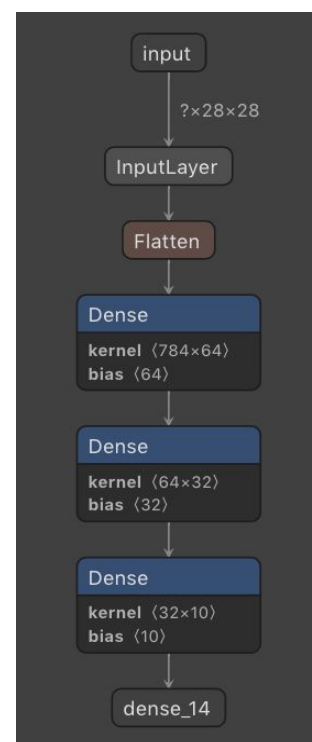 input
?×28×28
InputLayer
Flatten
Dense
kernel ⟨784×64⟩
bias ⟨64⟩
Dense
kernel ⟨64×32⟩
bias ⟨32⟩
Dense
kernel ⟨32×10⟩
bias ⟨10⟩
dense_14